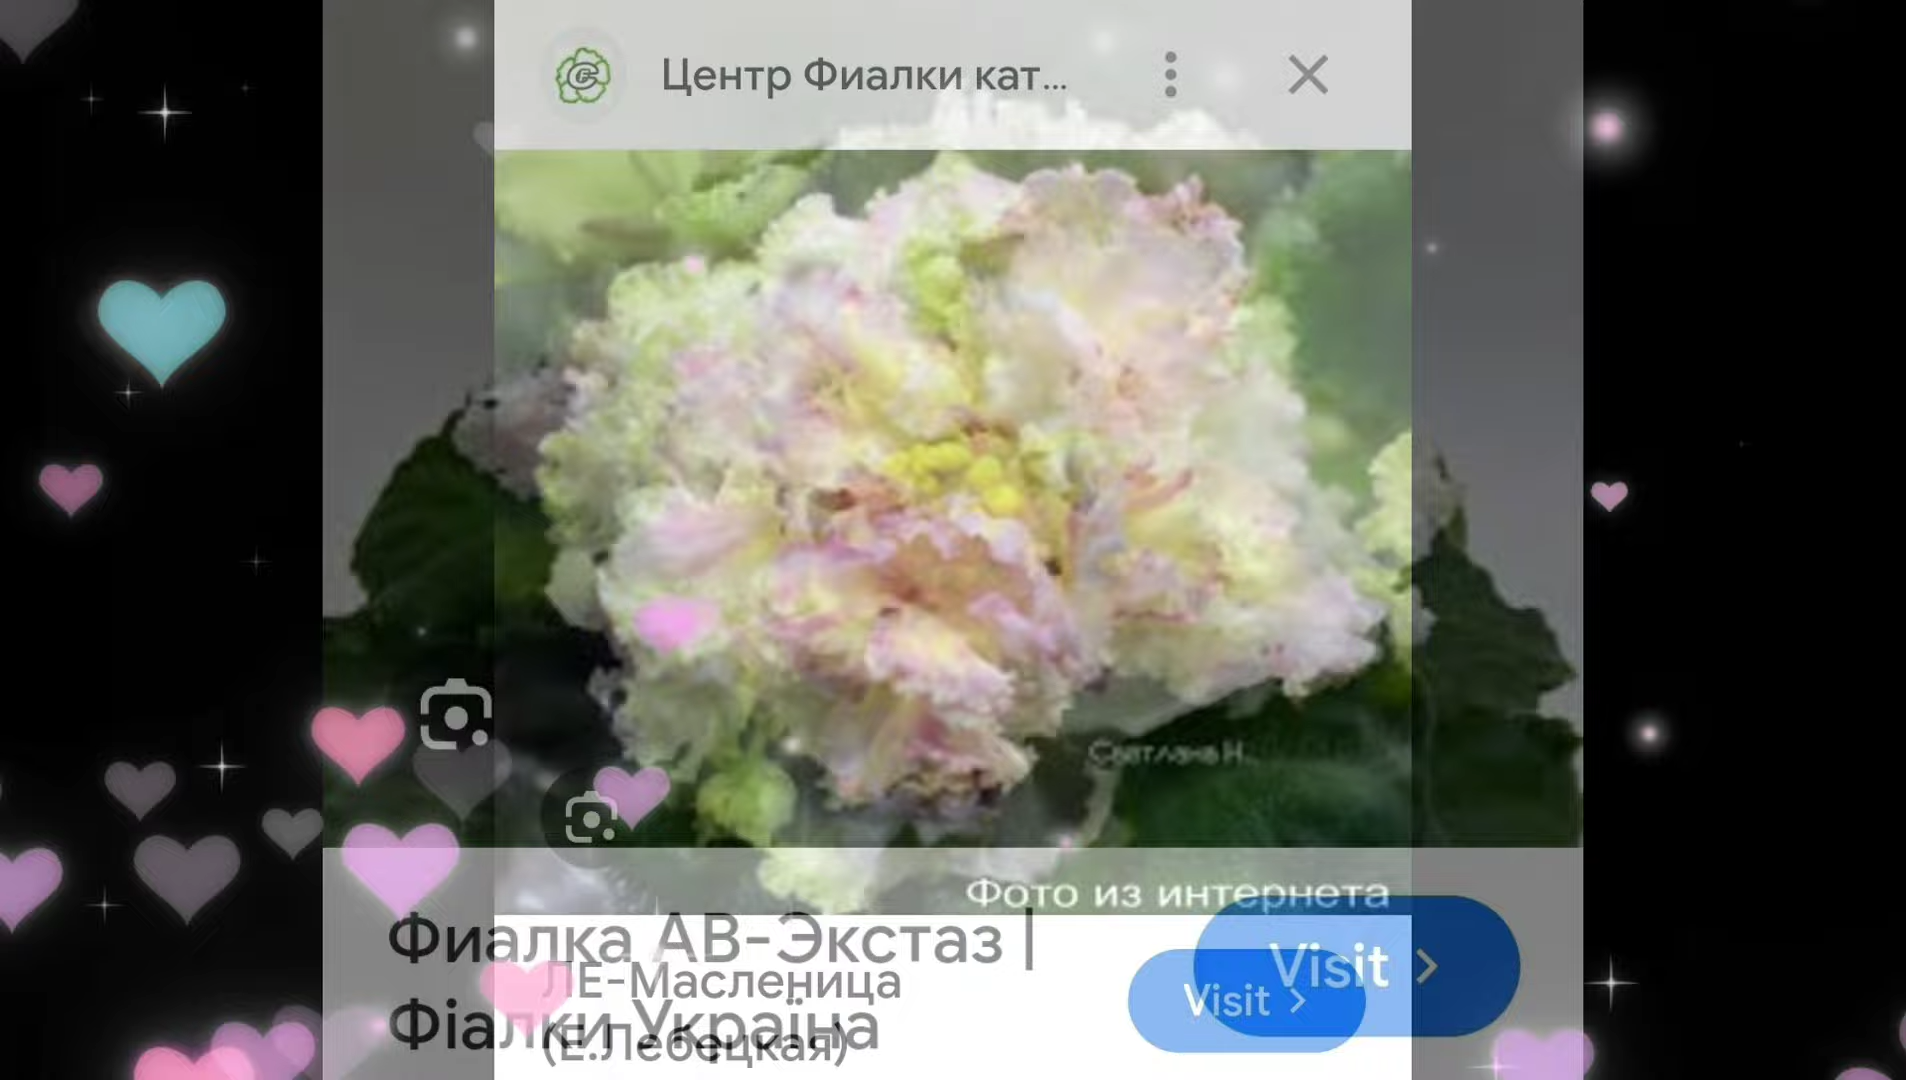 Центр Фиалки кат...
Светлана Н.
Фото из интернета
Фиалка АВ-Экстаз |
Фіалки Україна
Visit
ЛЕ-Масленица
(Е.Лебецкая)
Visit